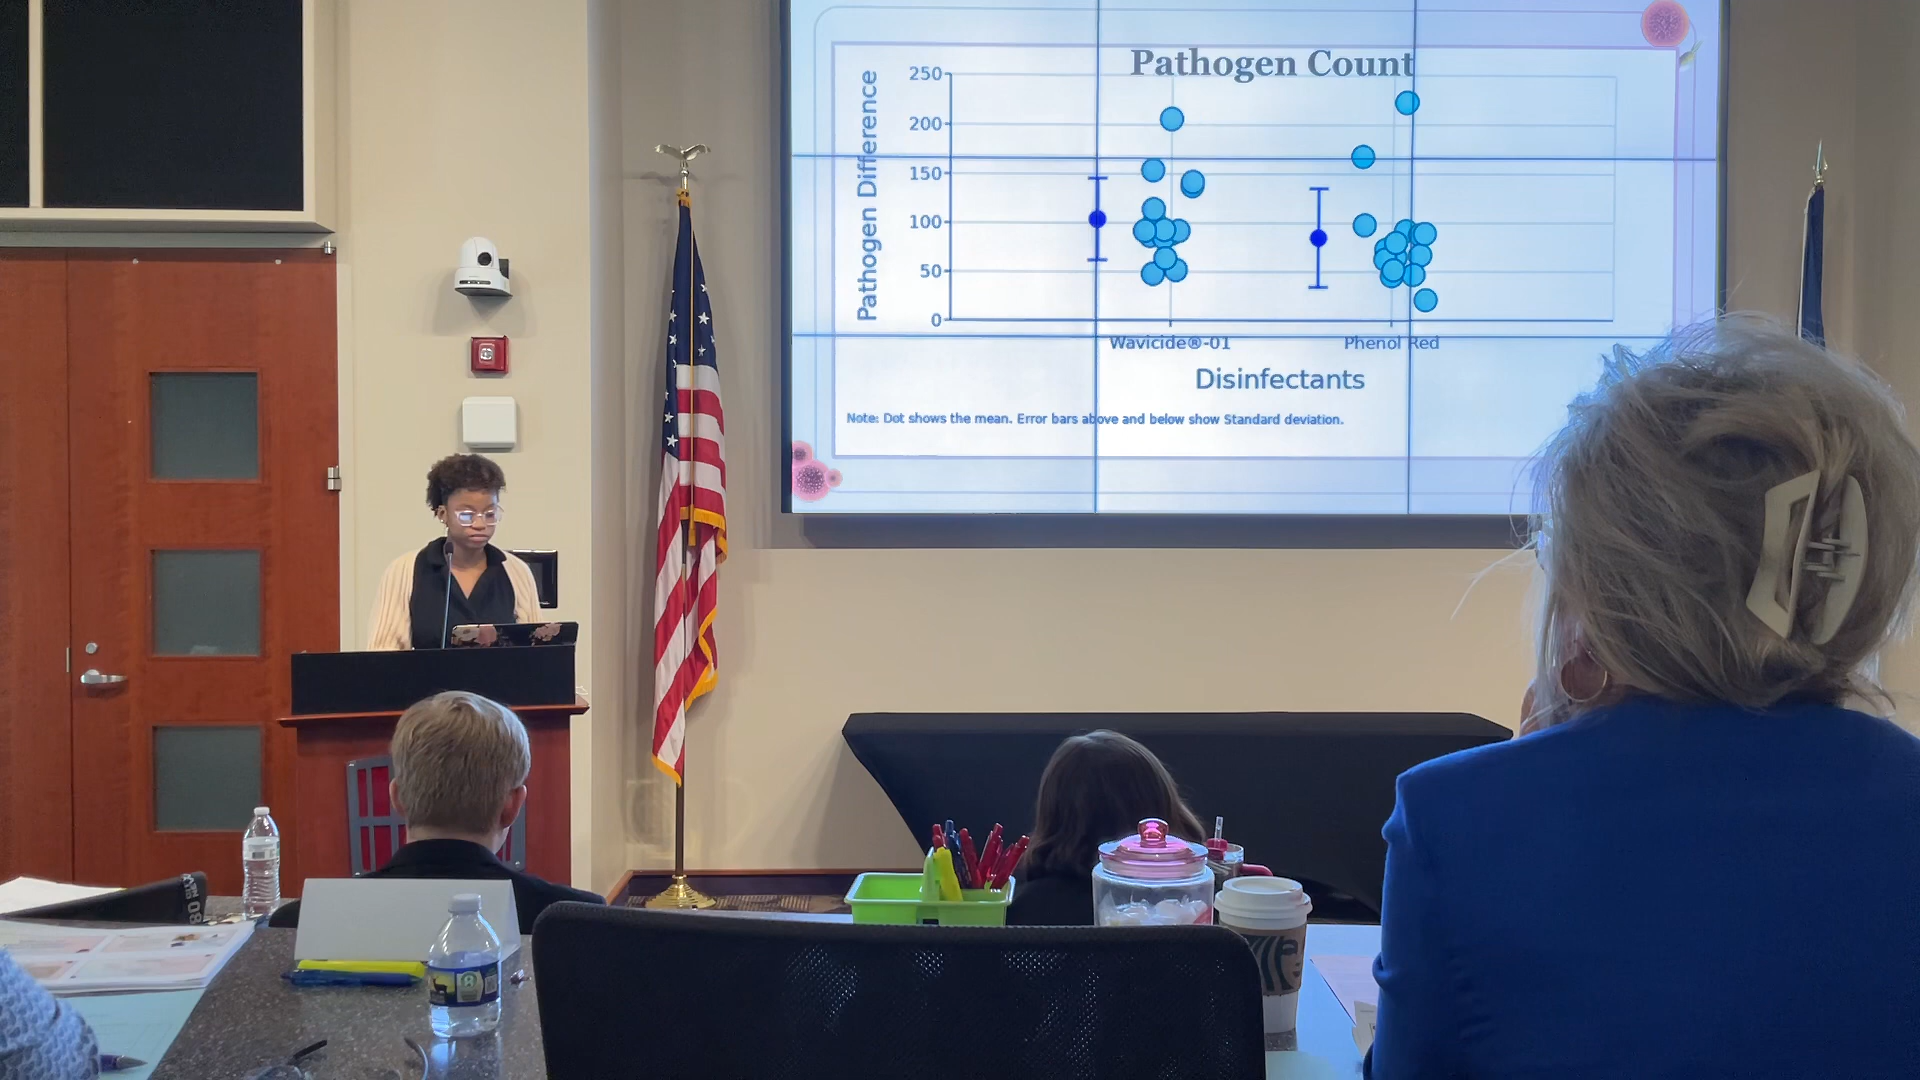 Pathogen Count
Pathogen Difference
250
200
150
100
50
0
Wavicide®-01
Phenol Red
Disinfectants
Note: Dot shows the mean. Error bars above and below show Standard deviation.